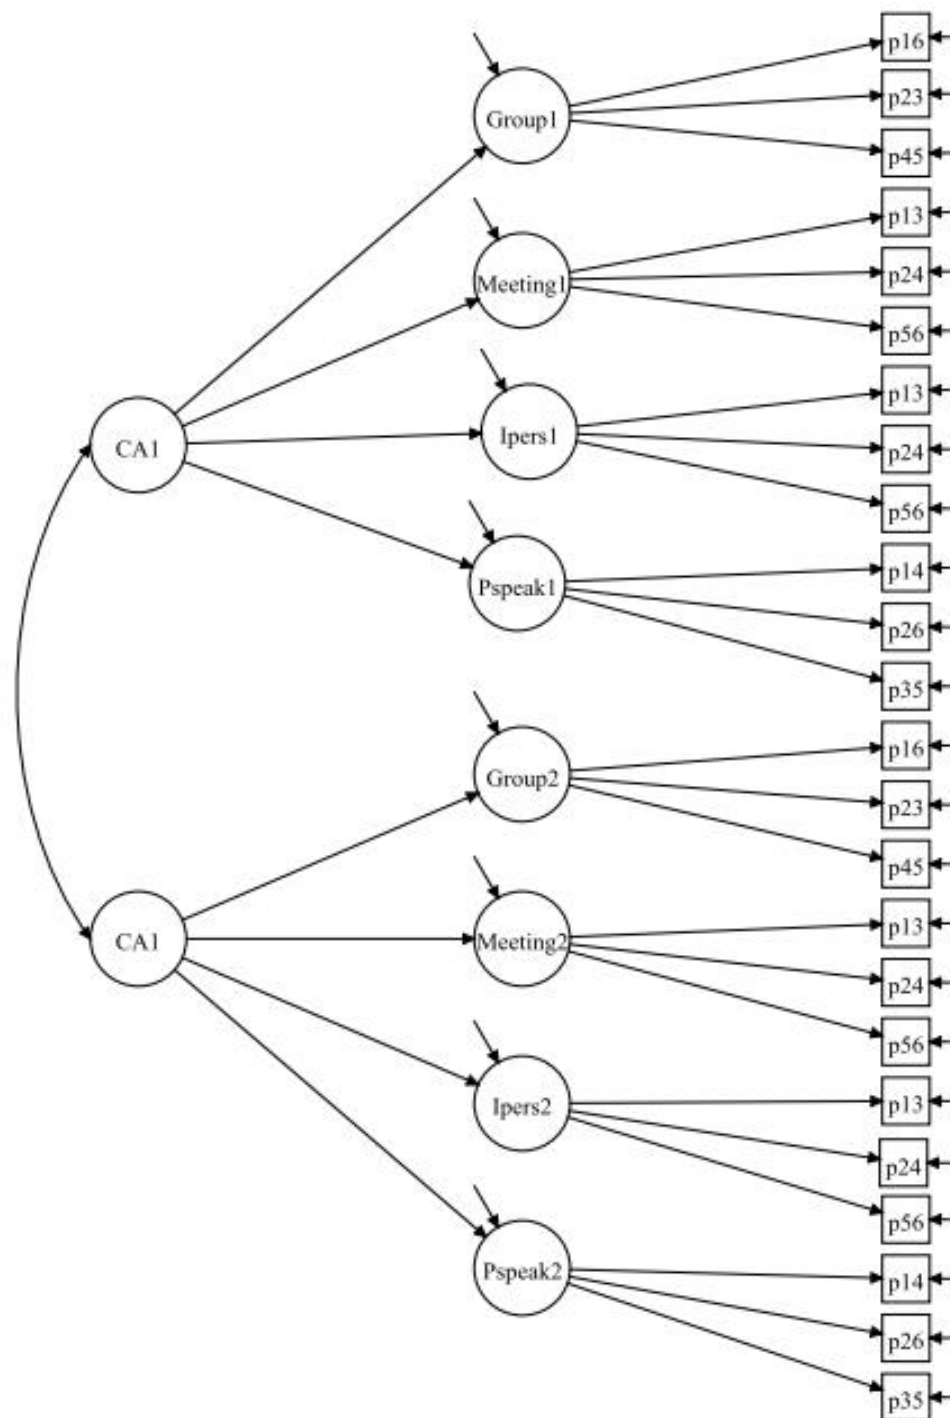 p16
Group1
p23
p45
p13
Meeting1
p24
p56
p13
CA1
Ipers1
p24
p56
p14
Pspeak1
p26
p35
p16
Group2
p23
p45
p13
CA1
Meeting2
p24
p56
p13
Ipers2
p24
p56
p14
Pspeak2
p26
p35